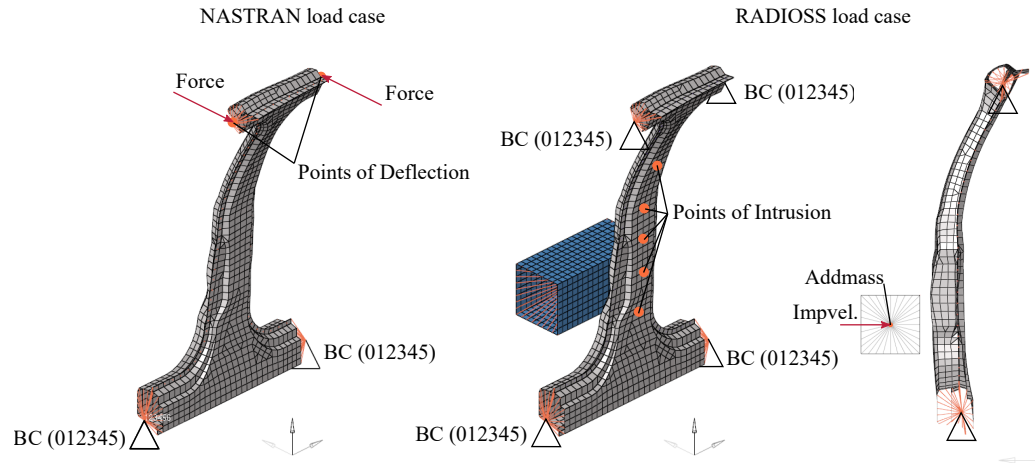 NASTRAN load case
RADIOSS load case
Force
Force
Points of Deflection
BC (012345)
BC (012345)
BC (012345)
BC (012345)
Points of Intrusion
BC (012345)
BC (012345)
Addmass
Impvel.